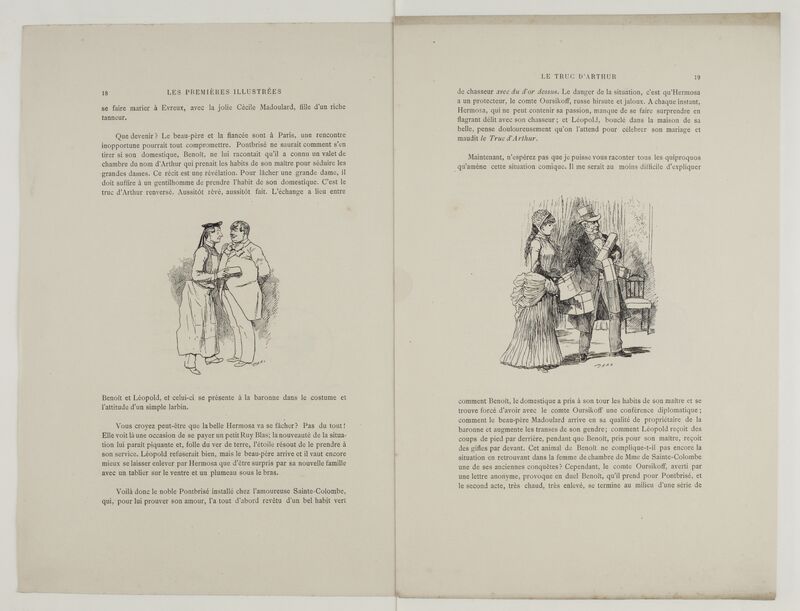 18
LES PREMIÈRES ILLUSTRÉES
se faire marier à Evreux, avec la jolie Cécile Madoulard, fille d'un riche
tanneur.
Que devenir? Le beau-père et la fiancée sont à Paris, une rencontre
inopportune pourrait tout compromettre. Pontbrisé ne saurait comment s'en
tirer si son domestique, Benoît, ne lui racontait qu'il a connu un valet de
chambre du nom d'Arthur qui prenait les habits de son maître pour séduire les
grandes dames. Ce récit est une révélation. Pour lâcher une grande dame, il
doit suffire à un gentilhomme de prendre l'habit de son domestique. C'est le
truc d'Arthur renversé. Aussitôt rêvé, aussitôt fait. L'échange a lieu entre
Benoît et Léopold, et celui-ci se présente à la baronne dans le costume et
l'attitude d'un simple larbin.
Vous croyez peut-être que la belle Hermosa va se fâcher? Pas du tout!
Elle voit là une occasion de se payer un petit Ruy Blas; la nouveauté de la situa-
tion lui paraît piquante et, folle du ver de terre, l'étoile résout de le prendre à
son service. Léopold refuserait bien, mais le beau-père arrive et il vaut encore
mieux se laisser enlever par Hermosa que d'être surpris par sa nouvelle famille
avec un tablier sur le ventre et un plumeau sous le bras.
Voilà donc le noble Pontbrisé installé chez l'amoureuse Sainte-Colombe,
qui, pour lui prouver son amour, l'a tout d'abord revêtu d'un bel habit vert
LE TRUC D'ARTHUR
19
de chasseur avec du d'or dessus. Le danger de la situation, c'est qu'Hermosa
a un protecteur, le comte Oursikoff, russe hirsute et jaloux. A chaque instant,
Hermosa, qui ne peut contenir sa passion, manque de se faire surprendre en
flagrant délit avec son chasseur; et Léopold, bouclé dans la maison de sa
belle, pense douloureusement qu'on l'attend pour célébrer son mariage et
maudit le Truc d'Arthur.
Maintenant, n'espérez pas que je puisse vous raconter tous les quiproquos
qu'amène cette situation comique. Il me serait au moins difficile d'expliquer
comment Benoît, le domestique a pris à son tour les habits de son maître et se
trouve forcé d'avoir avec le comte Oursikoff une conférence diplomatique;
comment le beau-père Madoulard arrive en sa qualité de propriétaire de la
baronne et augmente les transes de son gendre; comment Léopold reçoit des
coups de pied par derrière, pendant que Benoît, pris pour son maître, reçoit
des gifles par devant. Cet animal de Benoît ne complique-t-il pas encore la
situation en retrouvant dans la femme de chambre de Mme de Sainte-Colombe
une de ses anciennes conquêtes? Cependant, le comte Oursikoff, averti par
une lettre anonyme, provoque en duel Benoît, qu'il prend pour Pontbrisé, et
le second acte, très chaud, très enlevé, se termine au milieu d'une série de